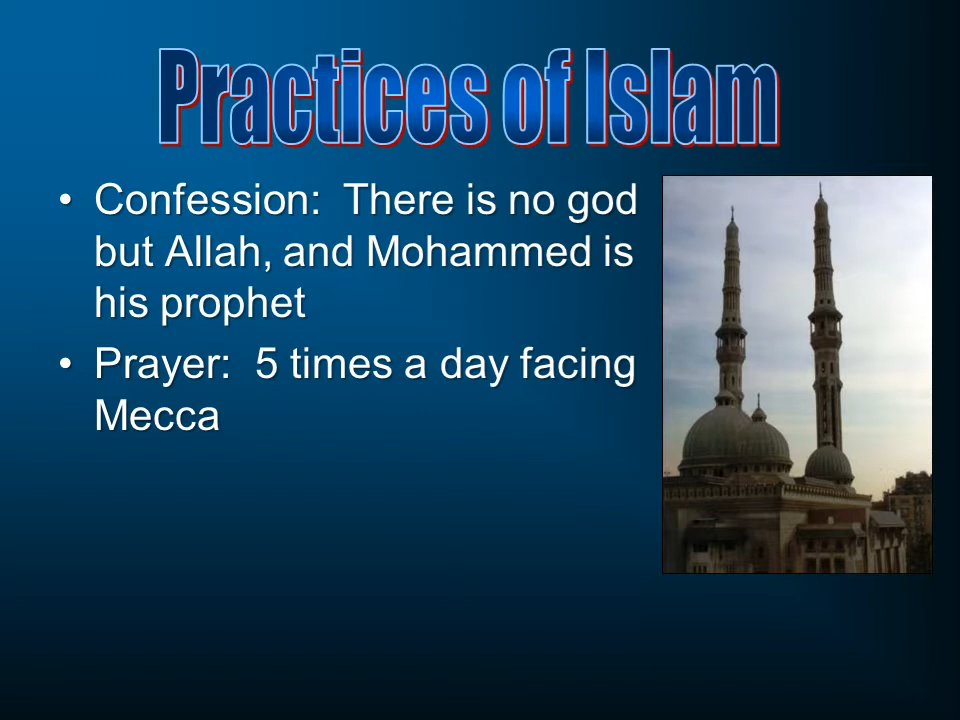 Practices of Islam
• Confession:  There is no god
but Allah, and Mohammed is
his prophet
• Prayer:  5 times a day facing
Mecca